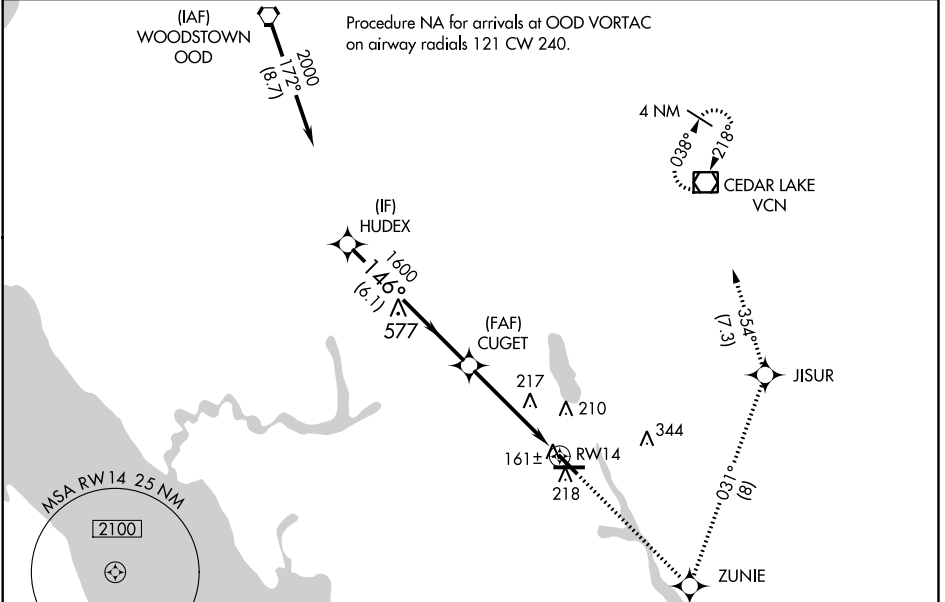 (IAF)
WOODSTOWN
OOD
Procedure NA for arrivals at OOD VORTAC
on airway radials 121 CW 240.
2000
172°
(8.7)
4 NM
038°
218°
CEDAR LAKE
VCN
(IF)
HUDEX
1600
146°
(6.1)
577
(FAF)
CUGET
354°
(7.3)
JISUR
217
210
344
161±
RW14
218
MSA RW14 25 NM
2100
031°
(8)
ZUNIE